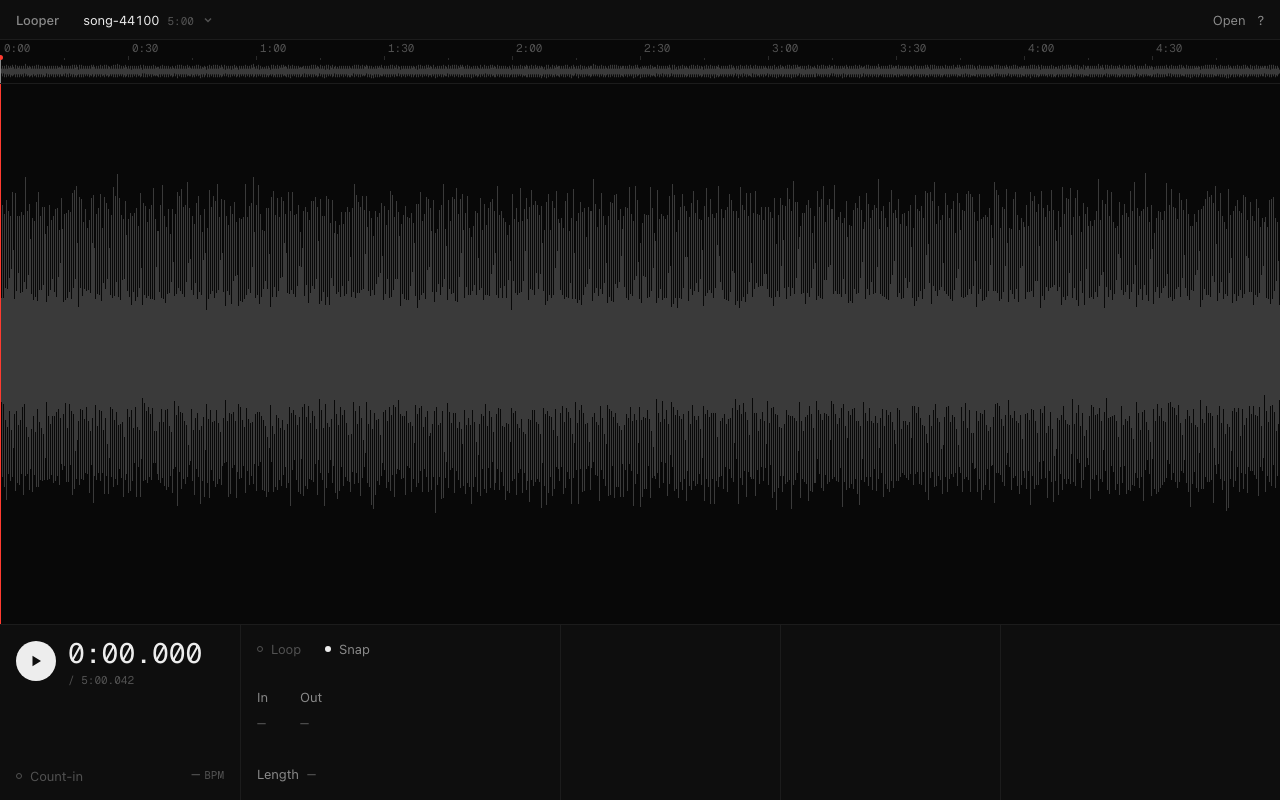 Looper song-44100 5:00 Open ?
0:00 0:30 1:00 1:30 2:00 2:30 3:00 3:30 4:00 4:30
0:00.000
/ 5:00.042
Count-in — BPM
Loop Snap
In Out
— —
Length —